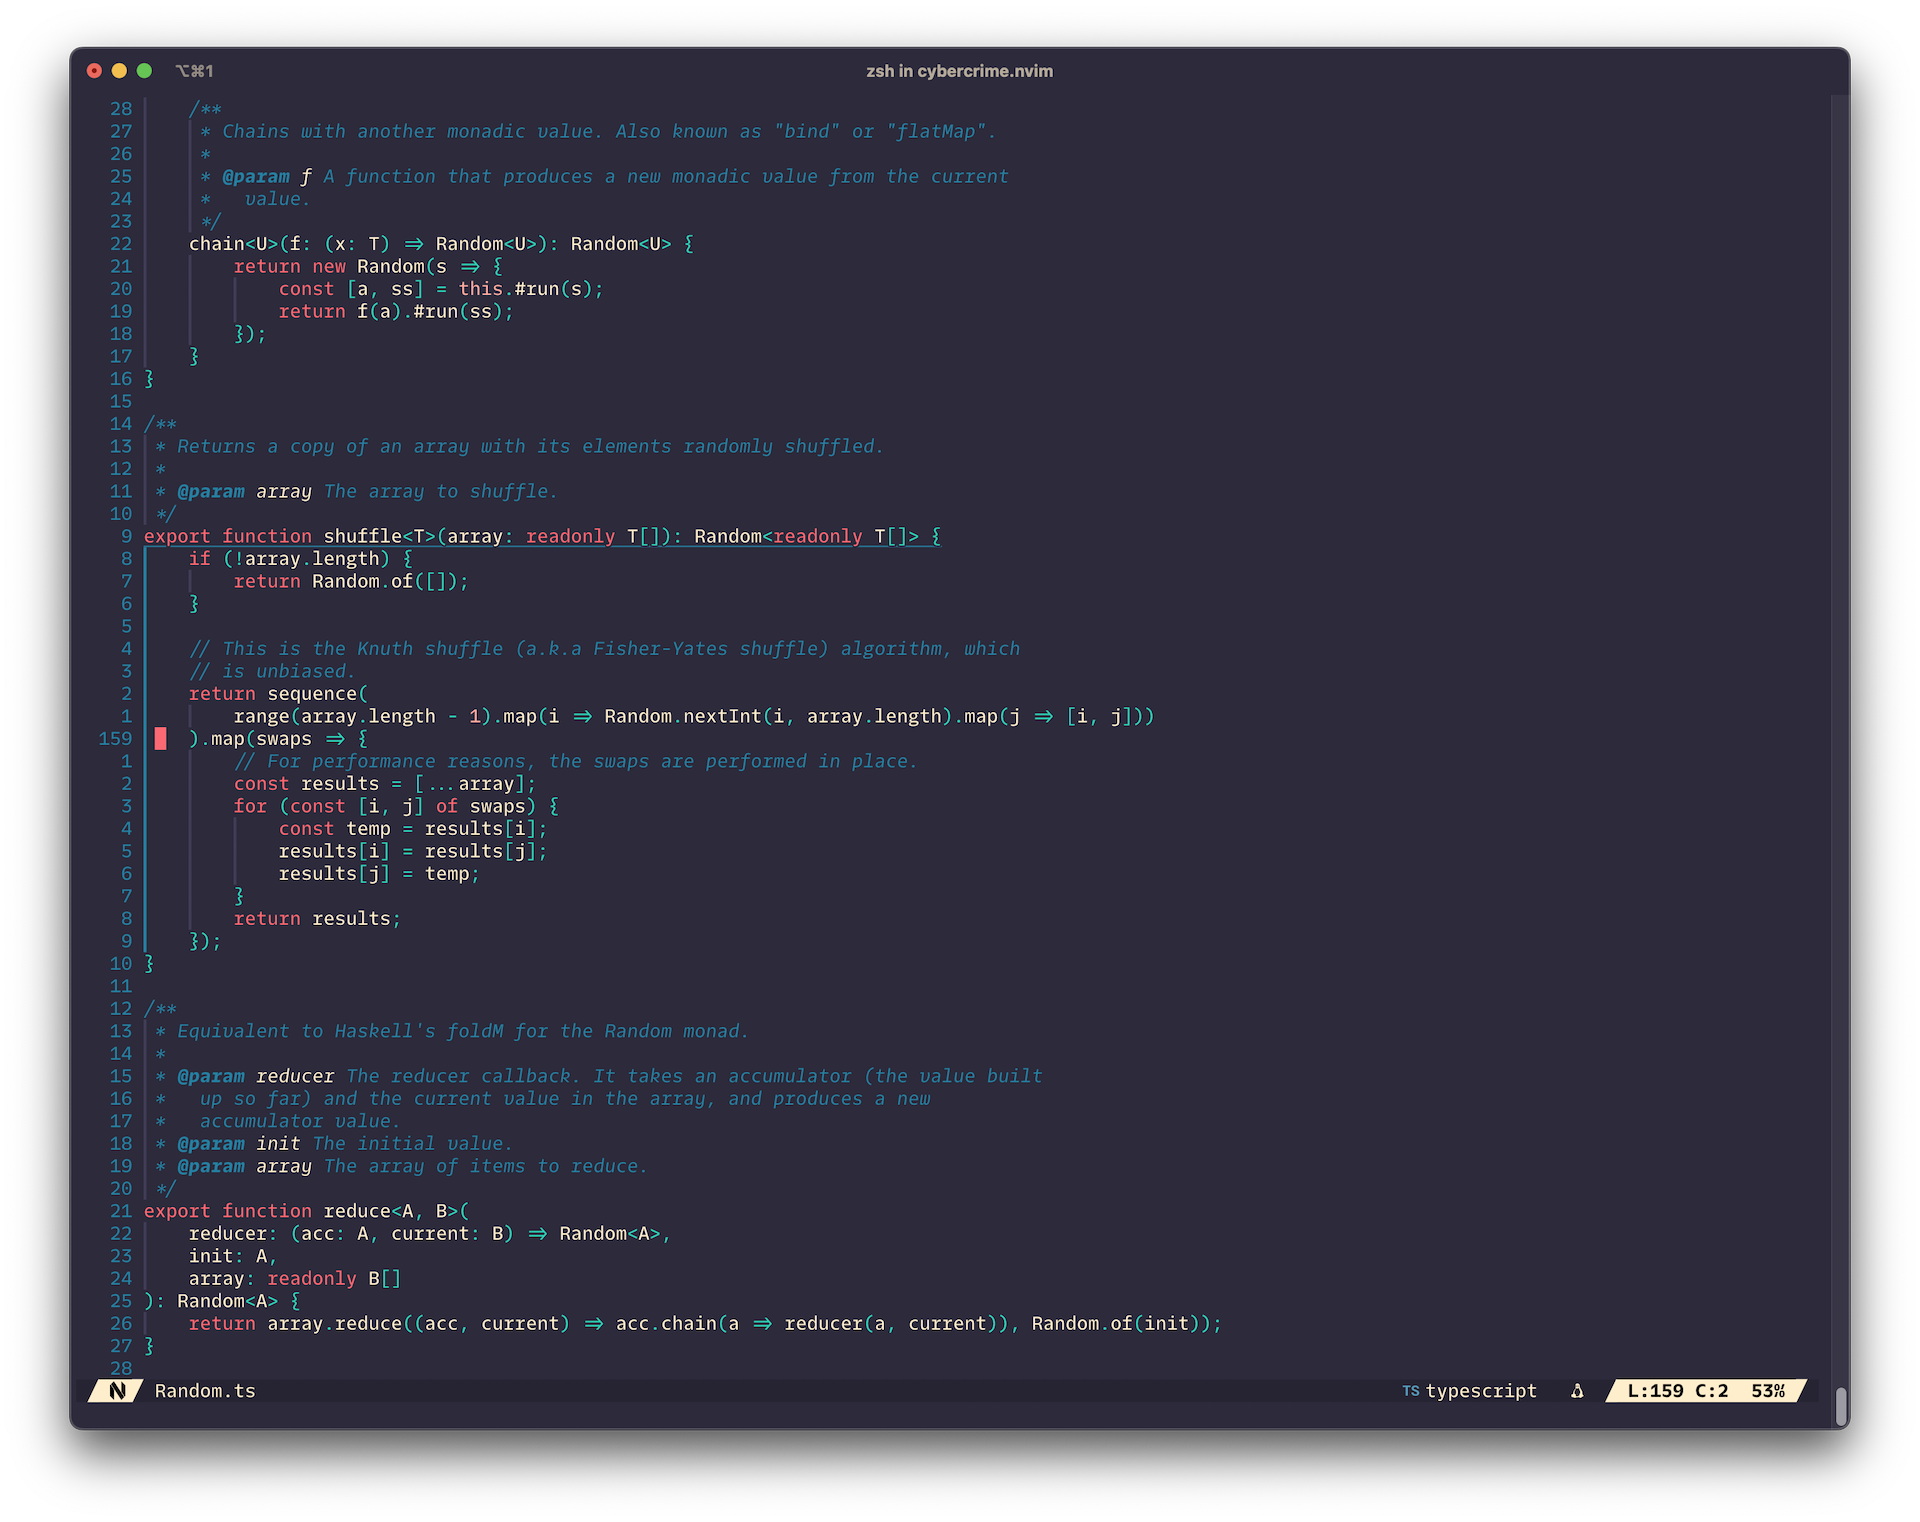 ⌥⌘1 zsh in cybercrime.nvim
28     /**
27      * Chains with another monadic value. Also known as "bind" or "flatMap".
26      *
25      * @param f A function that produces a new monadic value from the current
24      *   value.
23      */
22     chain<U>(f: (x: T) => Random<U>): Random<U> {
21         return new Random(s => {
20             const [a, ss] = this.#run(s);
19             return f(a).#run(ss);
18         });
17     }
16 }
15
14 /**
13  * Returns a copy of an array with its elements randomly shuffled.
12  *
11  * @param array The array to shuffle.
10  */
9 export function shuffle<T>(array: readonly T[]): Random<readonly T[]> {
8     if (!array.length) {
7         return Random.of([]);
6     }
5
4     // This is the Knuth shuffle (a.k.a Fisher-Yates shuffle) algorithm, which
3     // is unbiased.
2     return sequence(
1         range(array.length - 1).map(i => Random.nextInt(i, array.length).map(j => [i, j]))
159     ).map(swaps => {
1         // For performance reasons, the swaps are performed in place.
2         const results = [...array];
3         for (const [i, j] of swaps) {
4             const temp = results[i];
5             results[i] = results[j];
6             results[j] = temp;
7         }
8         return results;
9     });
10 }
11
12 /**
13  * Equivalent to Haskell's foldM for the Random monad.
14  *
15  * @param reducer The reducer callback. It takes an accumulator (the value built
16  *   up so far) and the current value in the array, and produces a new
17  *   accumulator value.
18  * @param init The initial value.
19  * @param array The array of items to reduce.
20  */
21 export function reduce<A, B>(
22     reducer: (acc: A, current: B) => Random<A>,
23     init: A,
24     array: readonly B[]
25 ): Random<A> {
26     return array.reduce((acc, current) => acc.chain(a => reducer(a, current)), Random.of(init));
27 }
28
N Random.ts TS typescript L:159 C:2 53%